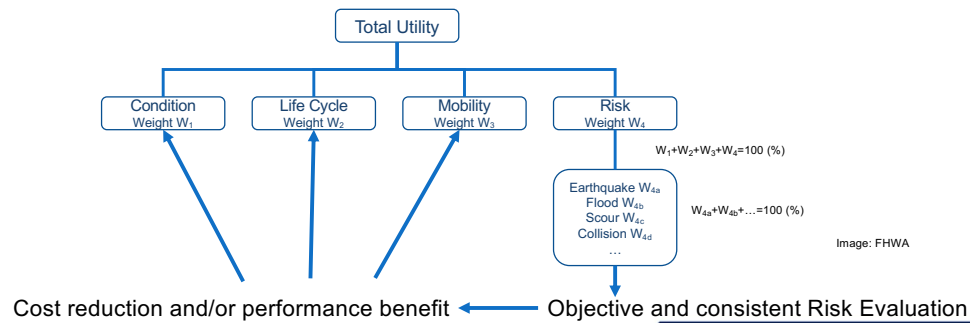 Total Utility
Condition
Weight W₁
Life Cycle
Weight W₂
Mobility
Weight W₃
Risk
Weight W₄
W₁+W₂+W₃+W₄=100 (%)
Earthquake W₄ₐ
Flood W₄b
Scour W₄c
Collision W₄d
...
W₄ₐ+W₄b+...=100 (%)
Image: FHWA
Cost reduction and/or performance benefit
Objective and consistent Risk Evaluation